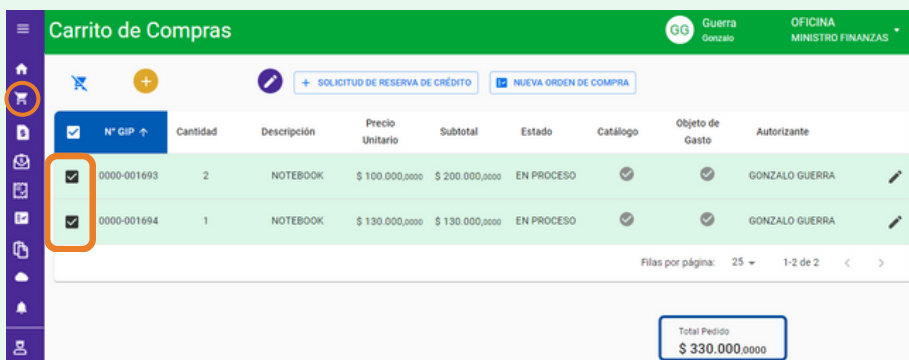 Carrito de Compras
GG
Guerra
Gonzalo
OFICINA
MINISTRO FINANZAS
+ SOLICITUD DE RESERVA DE CRÉDITO
NUEVA ORDEN DE COMPRA
N° GIP ↑ Cantidad Descripción Precio Unitario Subtotal Estado Catálogo Objeto de Gasto Autorizante
0000-001693 2 NOTEBOOK $ 100.000,0000 $ 200.000,0000 EN PROCESO GONZALO GUERRA
0000-001694 1 NOTEBOOK $ 130.000,0000 $ 130.000,0000 EN PROCESO GONZALO GUERRA
Filas por página: 25 1-2 de 2 < >
Total Pedido
$ 330.000,0000